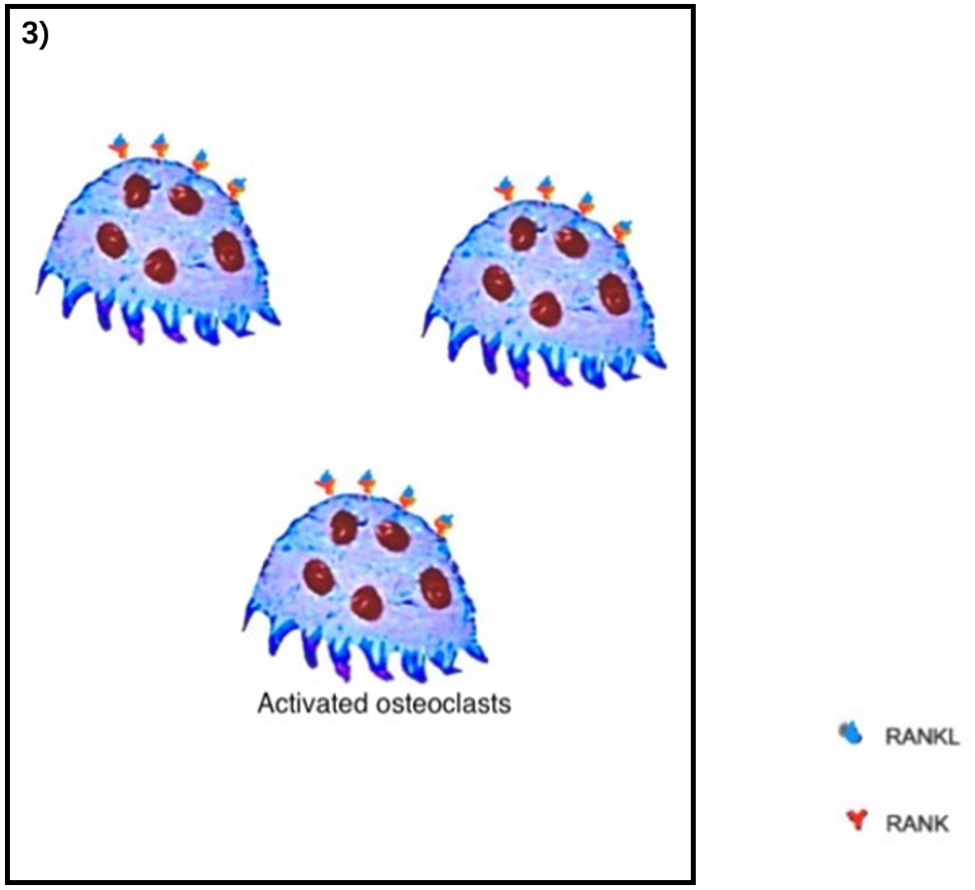 3)
Activated osteoclasts
RANKL
RANK